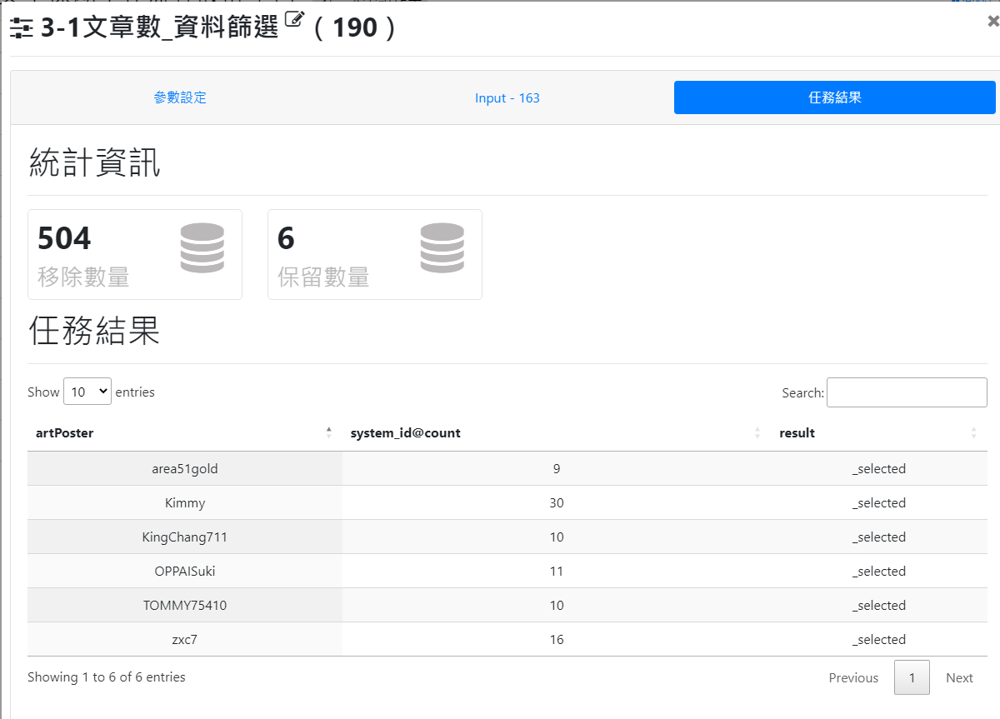 3-1文章數_資料篩選 ( 190 )
×
參數設定
Input - 163
任務結果
統計資訊
504
移除數量
6
保留數量
任務結果
Show 10 entries
Search:
artPoster system_id@count result
area51gold 9 _selected
Kimmy 30 _selected
KingChang711 10 _selected
OPPAISuki 11 _selected
TOMMY75410 10 _selected
zxc7 16 _selected
Showing 1 to 6 of 6 entries
Previous 1 Next